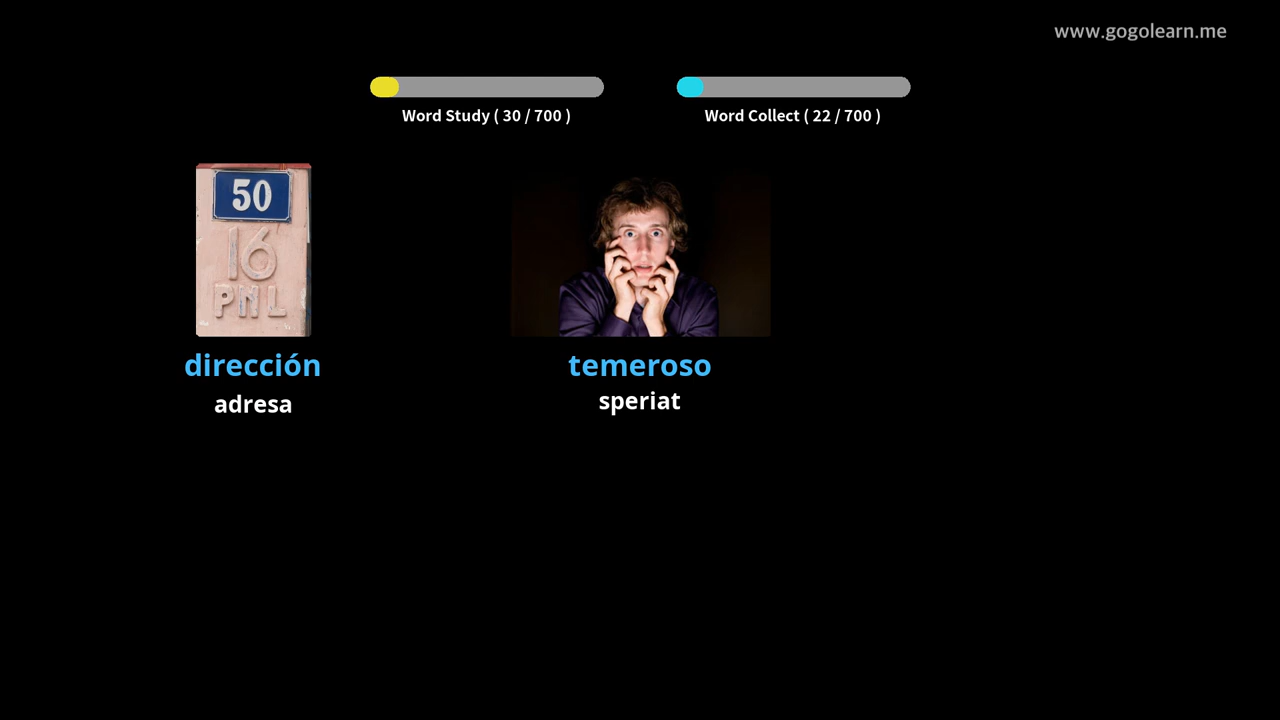 www.gogolearn.me
Word Study ( 30 / 700 )
Word Collect ( 22 / 700 )
50
16
PNL
dirección
adresa
temeroso
speriat